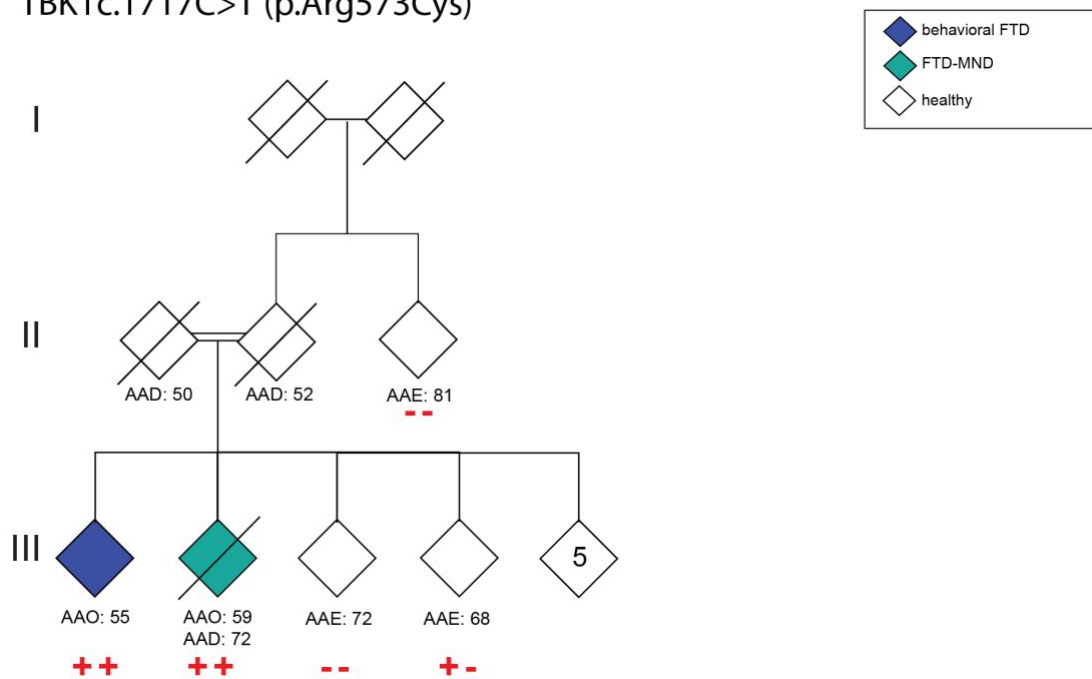 TBK1c.1717C>T (p.Arg573Cys)
behavioral FTD
FTD-MND
healthy
I
II
AAD: 50 AAD: 52 AAE: 81
--
III
5
AAO: 55 AAO: 59 AAE: 72 AAE: 68
AAD: 72
++ ++ -- +-